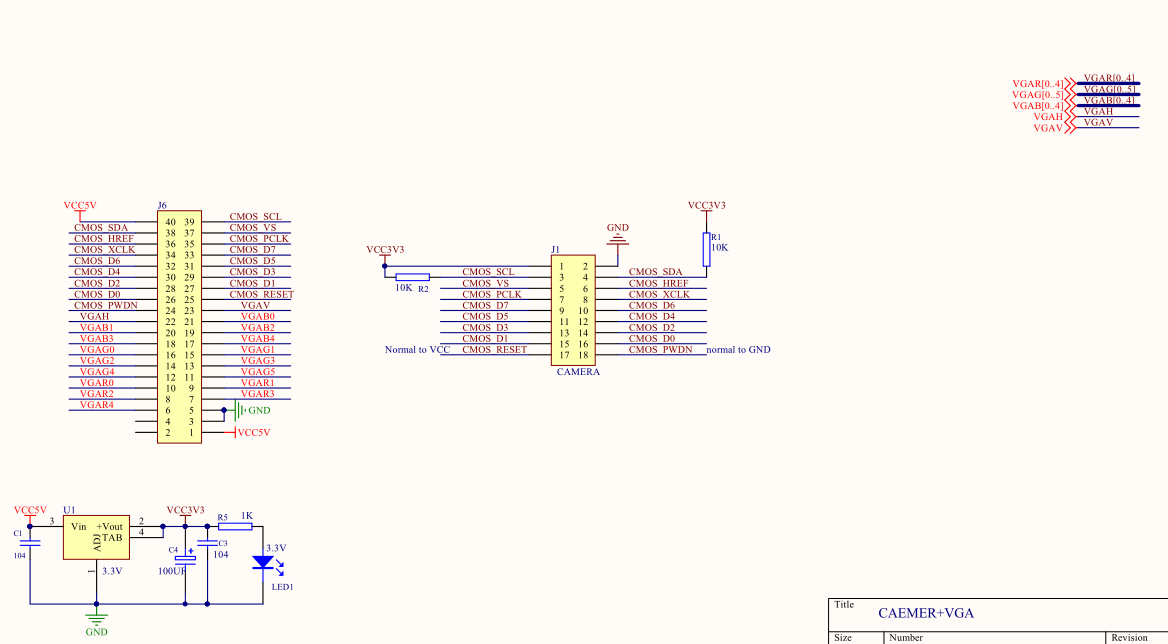 VGAR[0..4] VGAR[0..4]
VGAG[0..5] VGAG[0..5]
VGAB[0..4] VGAB[0..4]
VGAH VGAH
VGAV VGAV
VCC5V J6
40 39 CMOS_SCL
CMOS_SDA 38 37 CMOS_VS
CMOS_HREF 36 35 CMOS_PCLK
CMOS_XCLK 34 33 CMOS_D7
CMOS_D6 32 31 CMOS_D5
CMOS_D4 30 29 CMOS_D3
CMOS_D2 28 27 CMOS_D1
CMOS_D0 26 25 CMOS_RESET
CMOS_PWDN 24 23 VGAV
VGAH 22 21 VGAB0
VGAB1 20 19 VGAB2
VGAB3 18 17 VGAB4
VGAG0 16 15 VGAG1
VGAG2 14 13 VGAG3
VGAG4 12 11 VGAG5
VGAR0 10 9 VGAR1
VGAR2 8 7 VGAR3
VGAR4 6 5 GND
4 3
2 1 VCC5V
VCC3V3
GND
VCC3V3 J1
R1
10K
1 2
CMOS_SCL 3 4 CMOS_SDA
10K R2
CMOS_VS 5 6 CMOS_HREF
CMOS_PCLK 7 8 CMOS_XCLK
CMOS_D7 9 10 CMOS_D6
CMOS_D5 11 12 CMOS_D4
CMOS_D3 13 14 CMOS_D2
CMOS_D1 15 16 CMOS_D0
Normal to VCC CMOS_RESET 17 18 CMOS_PWDN normal to GND
CAMERA
VCC5V U1 VCC3V3
3 Vin +Vout 2 R5 1K
C1 ADJ TAB 4
104 C4 + C3 3.3V
104
1 3.3V 100UF
LED1
GND
Title
CAEMER+VGA
Size Number Revision